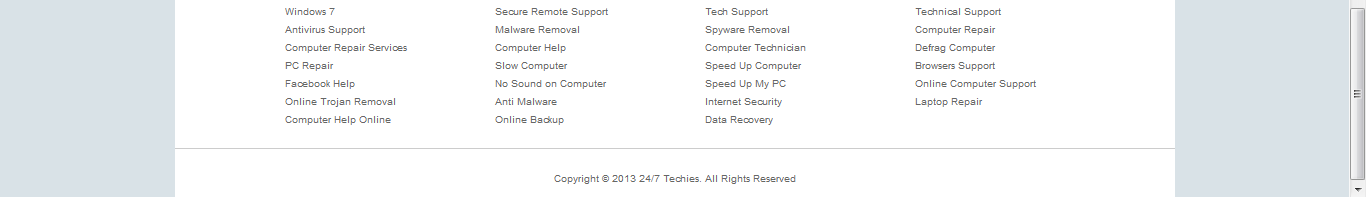 Windows 7 Secure Remote Support Tech Support Technical Support
Antivirus Support Malware Removal Spyware Removal Computer Repair
Computer Repair Services Computer Help Computer Technician Defrag Computer
PC Repair Slow Computer Speed Up Computer Browsers Support
Facebook Help No Sound on Computer Speed Up My PC Online Computer Support
Online Trojan Removal Anti Malware Internet Security Laptop Repair
Computer Help Online Online Backup Data Recovery
Copyright © 2013 24/7 Techies. All Rights Reserved